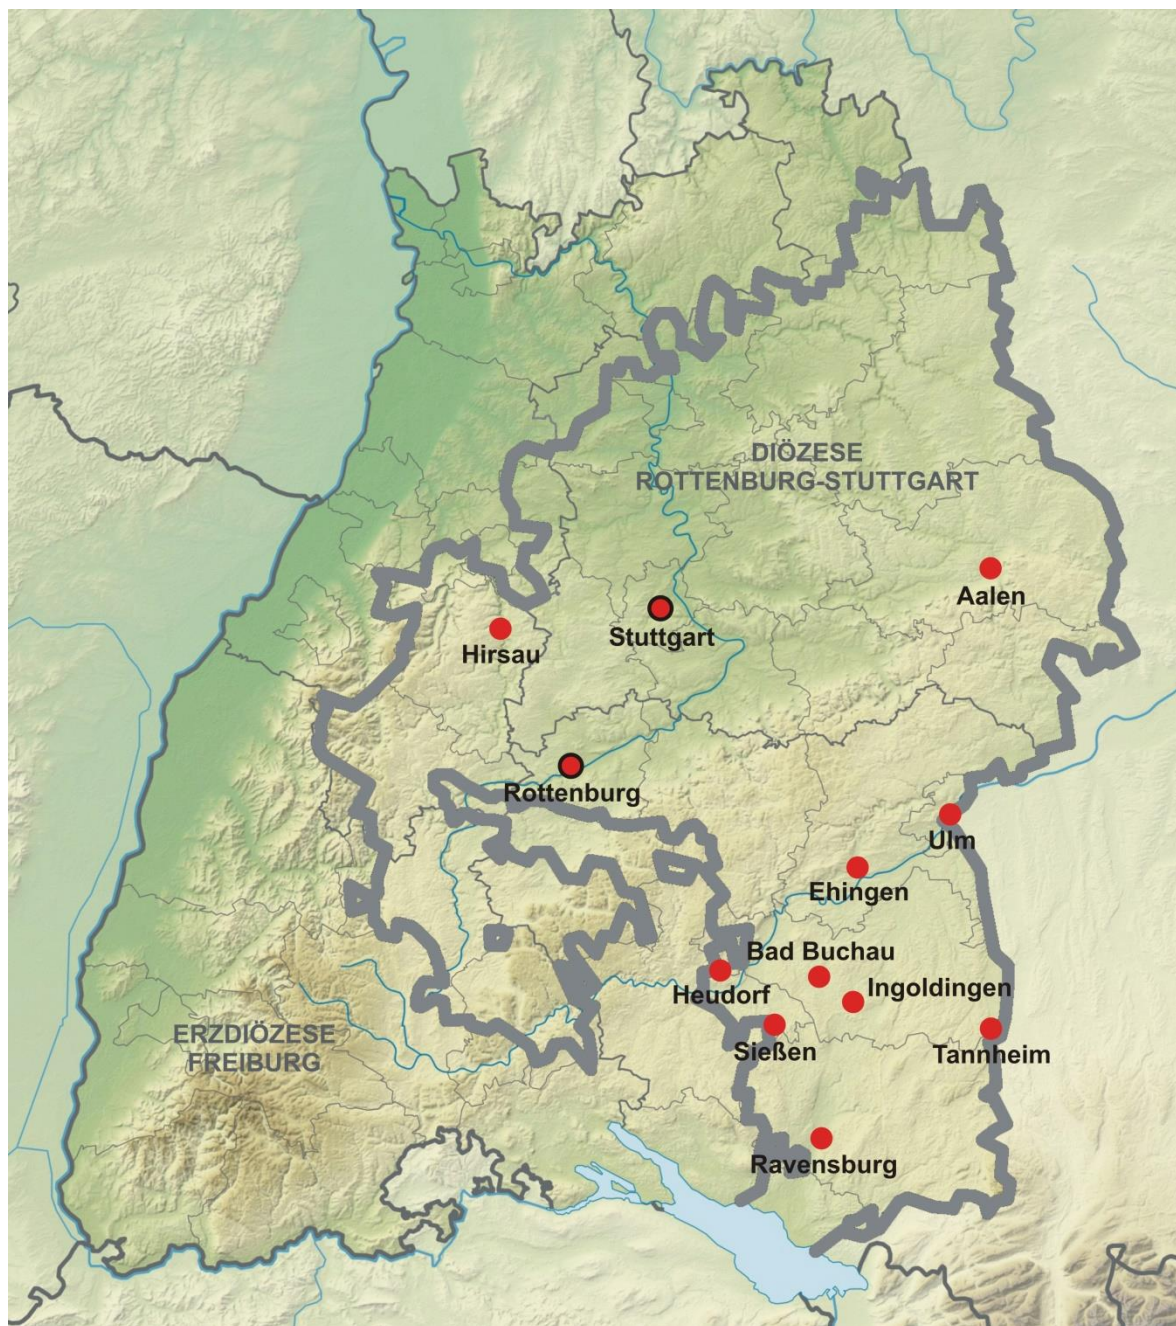 DIÖZESE
ROTTENBURG-STUTTGART
Aalen
Stuttgart
Hirsau
Rottenburg
Ulm
Ehingen
Bad Buchau
Heudorf
Ingoldingen
Sießen
Tannheim
ERZDIÖZESE
FREIBURG
Ravensburg